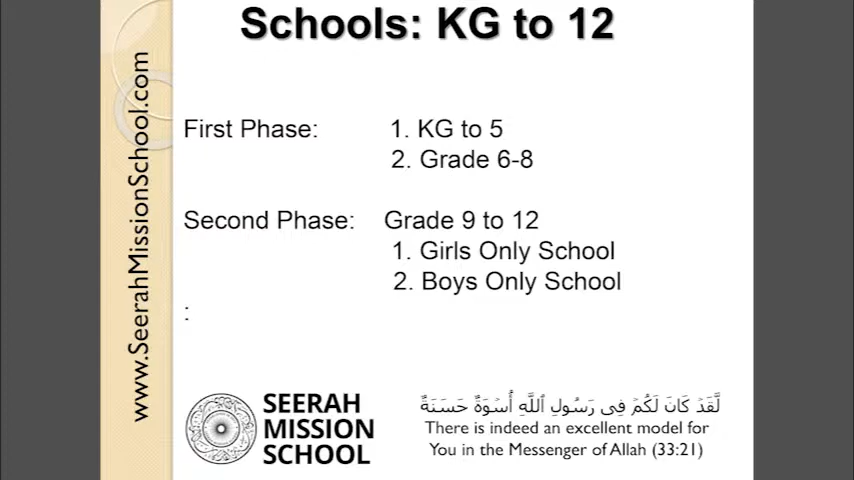 Schools: KG to 12
www.SeerahMissionSchool.com
First Phase: 1. KG to 5
2. Grade 6-8
Second Phase: Grade 9 to 12
1. Girls Only School
2. Boys Only School
:
SEERAH
MISSION
SCHOOL
لَّقَدْ كَانَ لَكُمْ فِى رَسُولِ ٱللَّهِ أُسْوَةٌ حَسَنَةٌ
There is indeed an excellent model for
You in the Messenger of Allah (33:21)